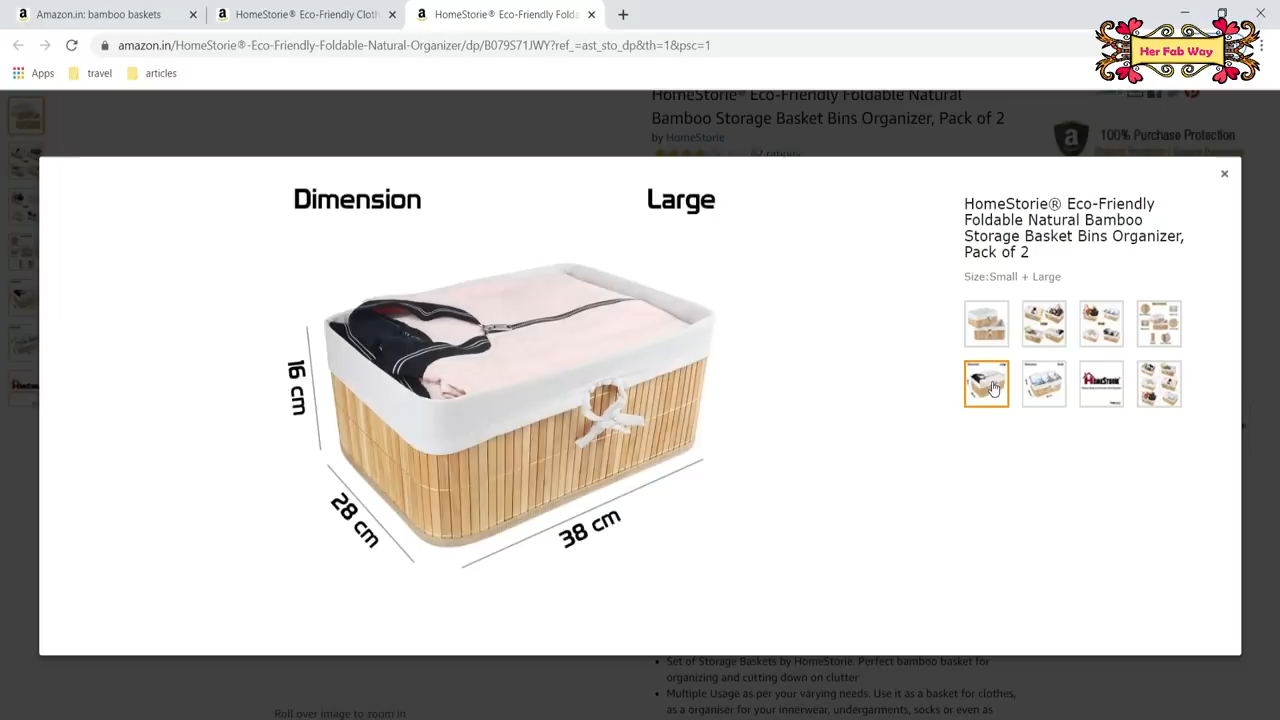 Amazon.in: bamboo baskets
HomeStorie® Eco-Friendly Cloth
HomeStorie® Eco-Friendly Folda
amazon.in/HomeStorie®-Eco-Friendly-Foldable-Natural-Organizer/dp/B079S71JWY?ref_=ast_sto_dp&th=1&psc=1
Her Fab Way
Apps
travel
articles
HomeStorie® Eco-Friendly Foldable Natural
Bamboo Storage Basket Bins Organizer, Pack of 2
by HomeStorie
100% Purchase Protection
Dimension
Large
16 cm
28 cm
38 cm
HomeStorie® Eco-Friendly
Foldable Natural Bamboo
Storage Basket Bins Organizer,
Pack of 2
Size:Small + Large
HomeStorie
Set of Storage Baskets by HomeStorie. Perfect bamboo basket for
organizing and cutting down on clutter
Multiple Usage as per your varying needs. Use it as a basket for clothes,
as a organiser for your innerwear, undergarments, socks or even as
Roll over image to zoom in